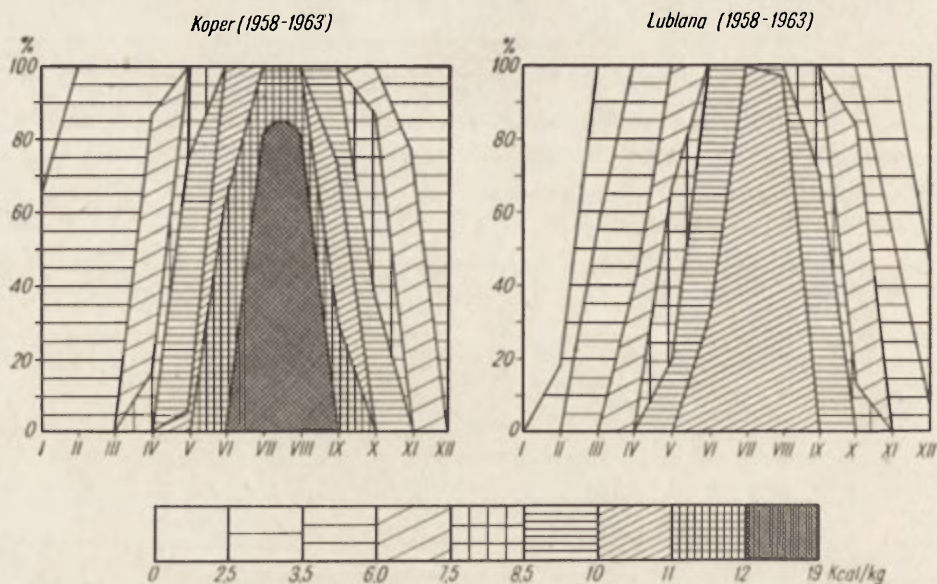 Koper (1958-1963)
%
100
80
60
40
20
0
I II III IV V VI VII VIII IX X XI XII
Lublana (1958-1963)
%
100
80
60
40
20
0
I II III IV V VI VII VIII IX X XI XII
0 2,5 3,5 6,0 7,5 8,5 10 11 12 19 Kcal/kg